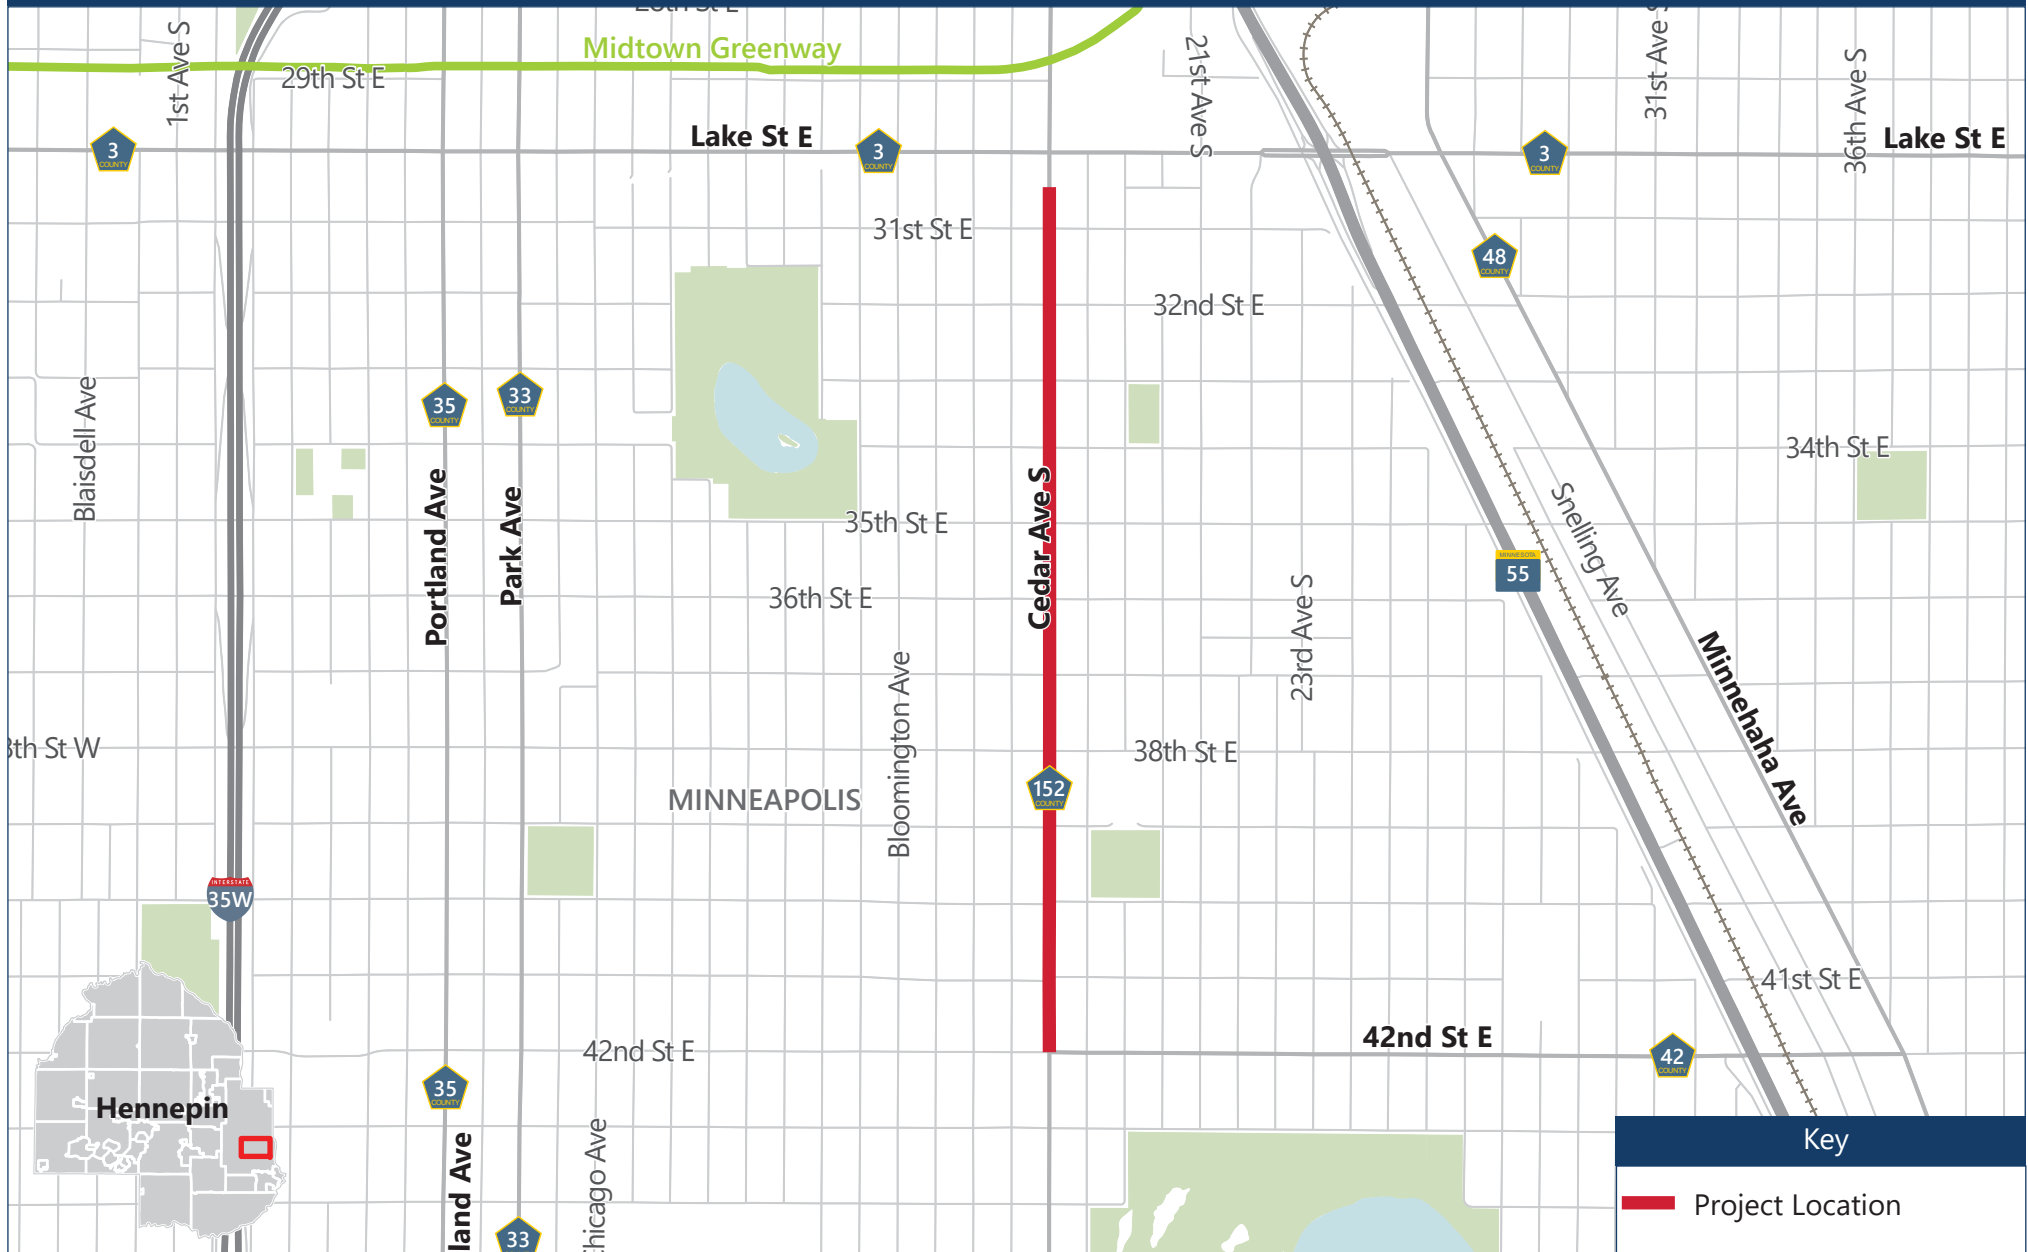 Midtown Greenway
1st Ave S
29th St E
21st Ave S
31st Ave S
36th Ave S
Lake St E
Lake St E
3
COUNTY
3
COUNTY
3
COUNTY
31st St E
48
COUNTY
32nd St E
Blaisdell Ave
35
COUNTY
33
COUNTY
34th St E
Portland Ave
Park Ave
Cedar Ave S
35th St E
Snelling Ave
MINNESOTA
55
36th St E
23rd Ave S
Minnehaha Ave
Bloomington Ave
8th St W
38th St E
152
COUNTY
MINNEAPOLIS
INTERSTATE
35W
41st St E
42nd St E
42nd St E
42
COUNTY
35
COUNTY
Hennepin
land Ave
hicago Ave
33
Key
Project Location